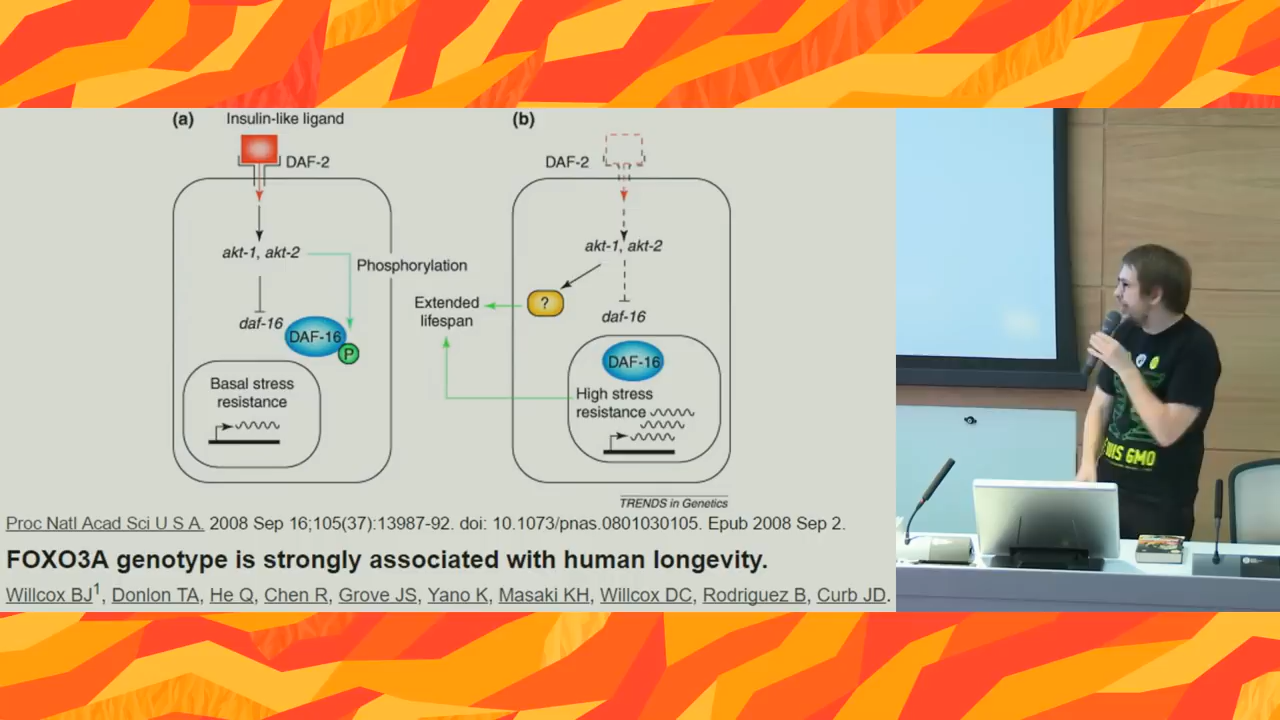 (a)
Insulin-like ligand
DAF-2
akt-1, akt-2
Phosphorylation
daf-16
DAF-16
P
Basal stress
resistance
Extended
lifespan
(b)
DAF-2
akt-1, akt-2
?
daf-16
DAF-16
High stress
resistance
TRENDS in Genetics
Proc Natl Acad Sci U S A. 2008 Sep 16;105(37):13987-92. doi: 10.1073/pnas.0801030105. Epub 2008 Sep 2.
FOXO3A genotype is strongly associated with human longevity.
Willcox BJ1, Donlon TA, He Q, Chen R, Grove JS, Yano K, Masaki KH, Willcox DC, Rodriguez B, Curb JD.
GMO